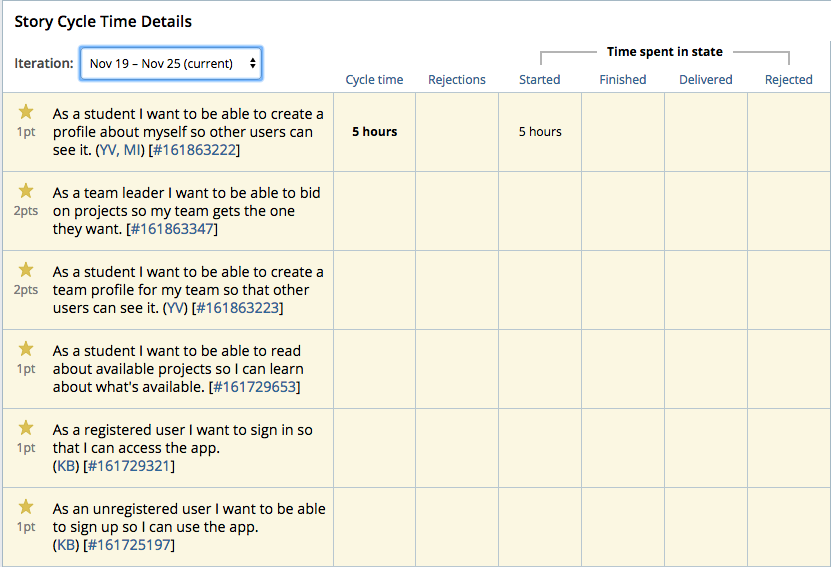 Story Cycle Time Details
Iteration: Nov 19 – Nov 25 (current)
Time spent in state
Cycle time Rejections Started Finished Delivered Rejected
As a student I want to be able to create a
1pt profile about myself so other users can 5 hours 5 hours
see it. (YV, MI) [#161863222]
As a team leader I want to be able to bid
2pts on projects so my team gets the one
they want. [#161863347]
As a student I want to be able to create a
2pts team profile for my team so that other
users can see it. (YV) [#161863223]
As a student I want to be able to read
1pt about available projects so I can learn
about what's available. [#161729653]
As a registered user I want to sign in so
1pt that I can access the app.
(KB) [#161729321]
As an unregistered user I want to be able
1pt to sign up so I can use the app.
(KB) [#161725197]